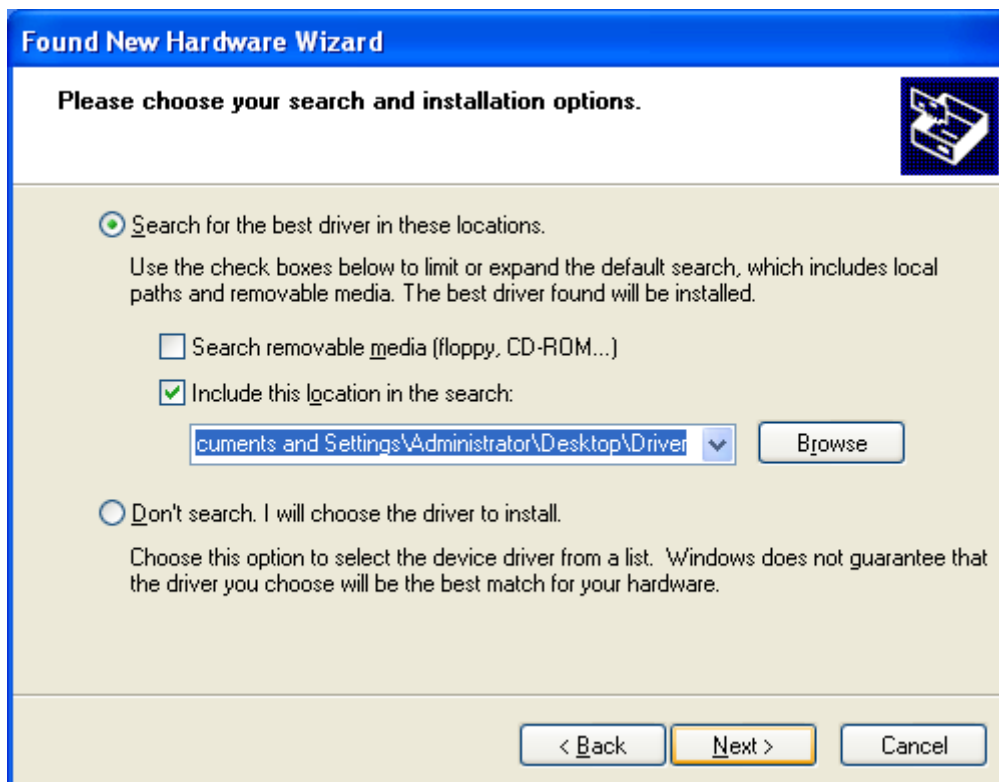 Found New Hardware Wizard
Please choose your search and installation options.
Search for the best driver in these locations.
Use the check boxes below to limit or expand the default search, which includes local
paths and removable media. The best driver found will be installed.
Search removable media (floppy, CD-ROM...)
Include this location in the search:
cuments and Settings\Administrator\Desktop\Driver
Browse
Don't search. I will choose the driver to install.
Choose this option to select the device driver from a list.  Windows does not guarantee that
the driver you choose will be the best match for your hardware.
< Back
Next >
Cancel